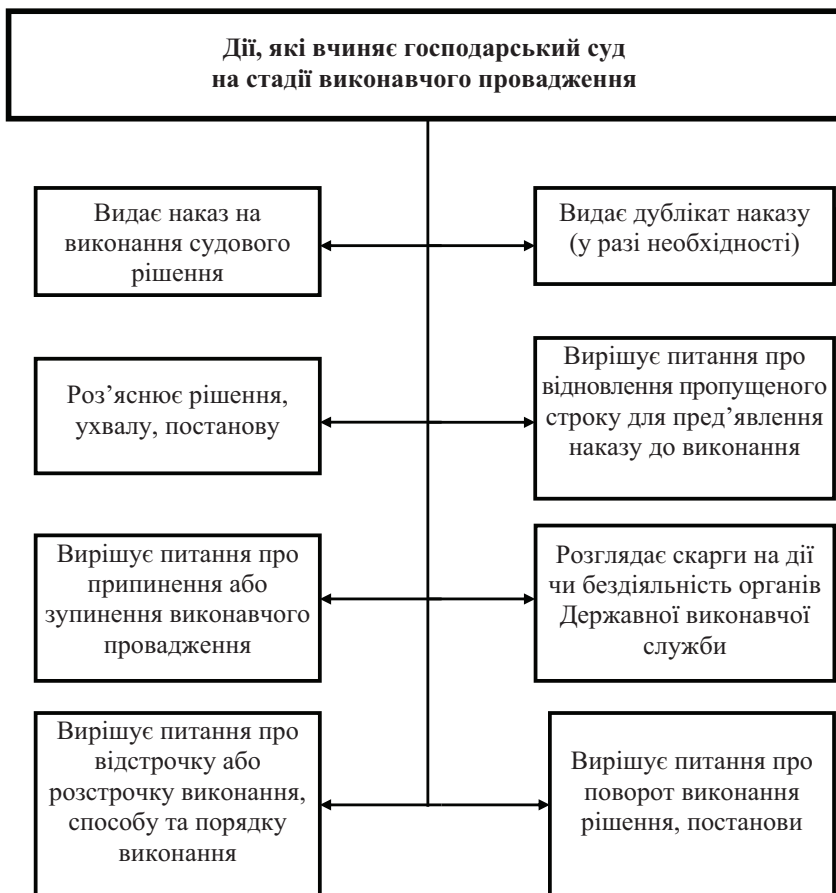 Дії, які вчиняє господарський суд
на стадії виконавчого провадження
Видає наказ на
виконання судового
рішення
Видає дублікат наказу
(у разі необхідності)
Роз’яснює рішення,
ухвалу, постанову
Вирішує питання про
відновлення пропущеного
строку для пред’явлення
наказу до виконання
Вирішує питання про
припинення або
зупинення виконавчого
провадження
Розглядає скарги на дії
чи бездіяльність органів
Державної виконавчої
служби
Вирішує питання про
відстрочку або
розстрочку виконання,
способу та порядку
виконання
Вирішує питання про
поворот виконання
рішення, постанови